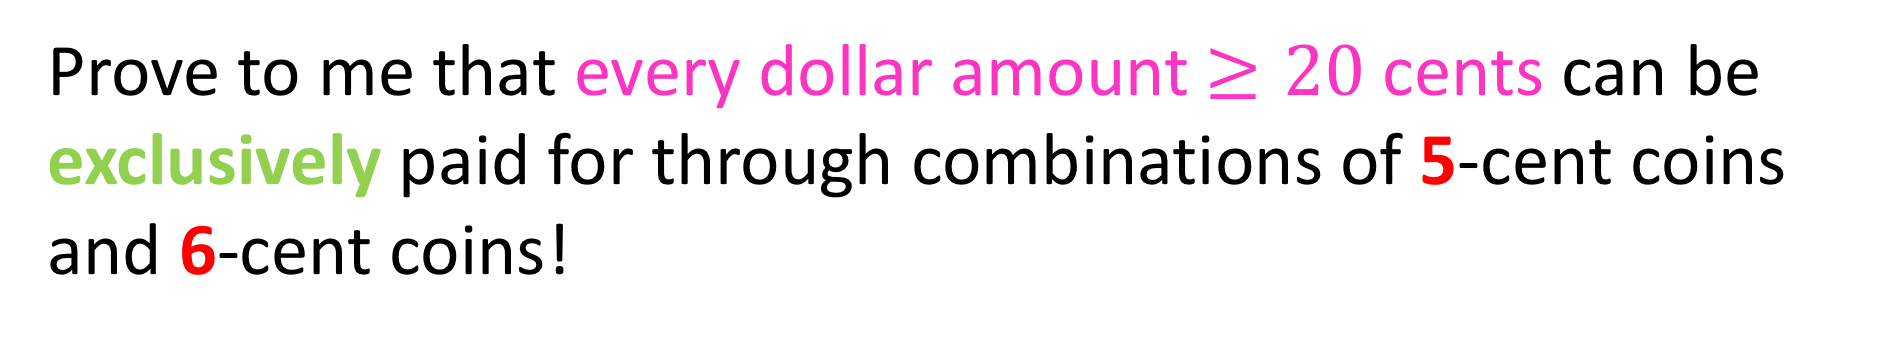 Prove to me that every dollar amount ≥ 20 cents can be
exclusively paid for through combinations of 5-cent coins
and 6-cent coins!